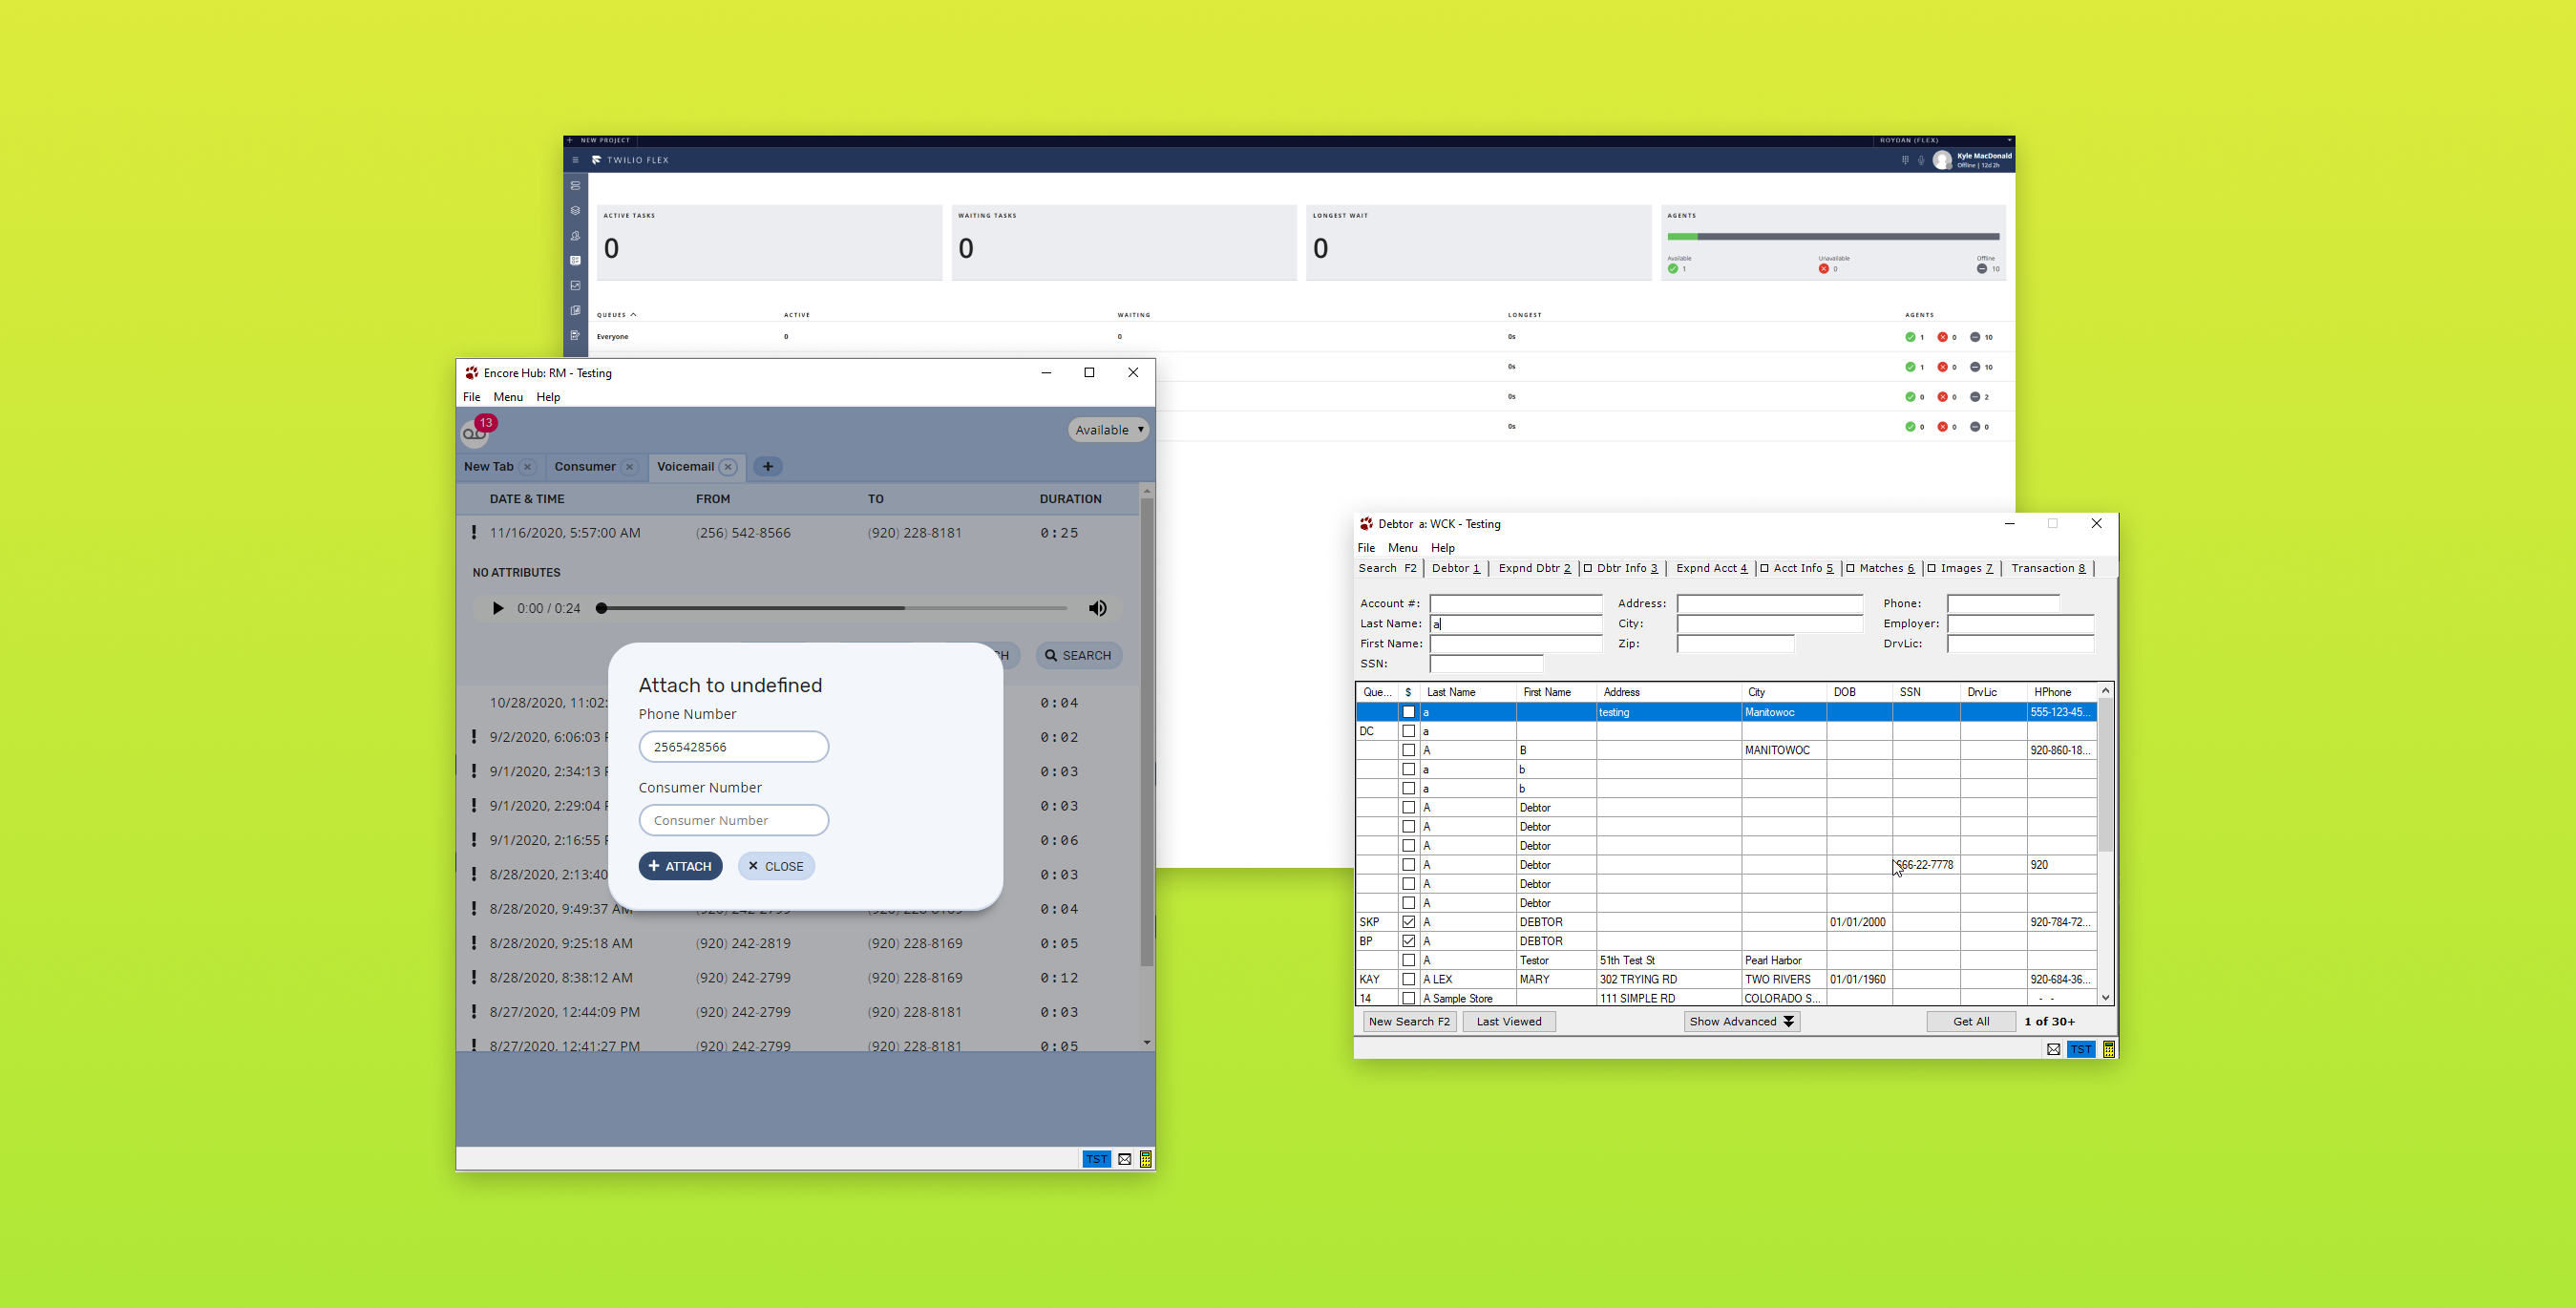 + NEW PROJECT
ROYDAN (FLEX)
TWILIO FLEX
Kyle MacDonald
Offline | 12d 2h
ACTIVE TASKS
0
WAITING TASKS
0
LONGEST WAIT
0
AGENTS
Available Unavailable Offline
1 0 10
QUEUES ACTIVE WAITING LONGEST AGENTS
Everyone 0 0 0s 1 0 10
0s 1 0 10
0s 0 0 2
0s 0 0 0
Encore Hub: RM - Testing
File Menu Help
13
Available
New Tab Consumer Voicemail +
DATE & TIME FROM TO DURATION
! 11/16/2020, 5:57:00 AM (256) 542-8566 (920) 228-8181 0:25
NO ATTRIBUTES
0:00 / 0:24
CH SEARCH
10/28/2020, 11:02: 0:04
! 9/2/2020, 6:06:03 0:02
! 9/1/2020, 2:34:13 0:03
! 9/1/2020, 2:29:04 0:03
! 9/1/2020, 2:16:55 0:06
! 8/28/2020, 2:13:40 0:03
! 8/28/2020, 9:49:37 AM (920) 242-2799 (920) 228-8169 0:04
! 8/28/2020, 9:25:18 AM (920) 242-2819 (920) 228-8169 0:05
! 8/28/2020, 8:38:12 AM (920) 242-2799 (920) 228-8169 0:12
! 8/27/2020, 12:44:09 PM (920) 242-2799 (920) 228-8181 0:03
! 8/27/2020, 12:41:27 PM (920) 242-2799 (920) 228-8181 0:05
Attach to undefined
Phone Number
2565428566
Consumer Number
Consumer Number
+ ATTACH × CLOSE
TST
Debtor a: WCK - Testing
File Menu Help
Search F2 Debtor 1 Expnd Dbtr 2 Dbtr Info 3 Expnd Acct 4 Acct Info 5 Matches 6 Images 7 Transaction 8
Account #: Address: Phone:
Last Name: a City: Employer:
First Name: Zip: DrvLic:
SSN:
Que... $ Last Name First Name Address City DOB SSN DrvLic HPhone
a testing Manitowoc 555-123-45...
DC a
A B MANITOWOC 920-860-18...
a b
a b
A Debtor
A Debtor
A Debtor
A Debtor 666-22-7778 920
A Debtor
A Debtor
SKP A DEBTOR 01/01/2000 920-784-72...
BP A DEBTOR
A Testor 51th Test St Pearl Harbor
KAY A LEX MARY 302 TRYING RD TWO RIVERS 01/01/1960 920-684-36...
14 A Sample Store 111 SIMPLE RD COLORADO S... - -
New Search F2 Last Viewed Show Advanced Get All 1 of 30+
TST